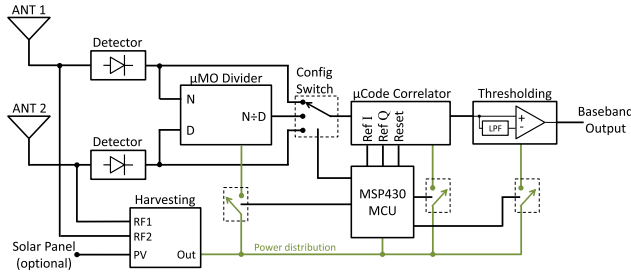 ANT 1
Detector
ANT 2
Detector
µMO Divider
N
D
N÷D
Config
Switch
µCode Correlator
Ref I
Ref Q
Reset
Thresholding
LPF
+
-
Baseband
Output
MSP430
MCU
Harvesting
RF1
RF2
PV
Out
Solar Panel
(optional)
Power distribution